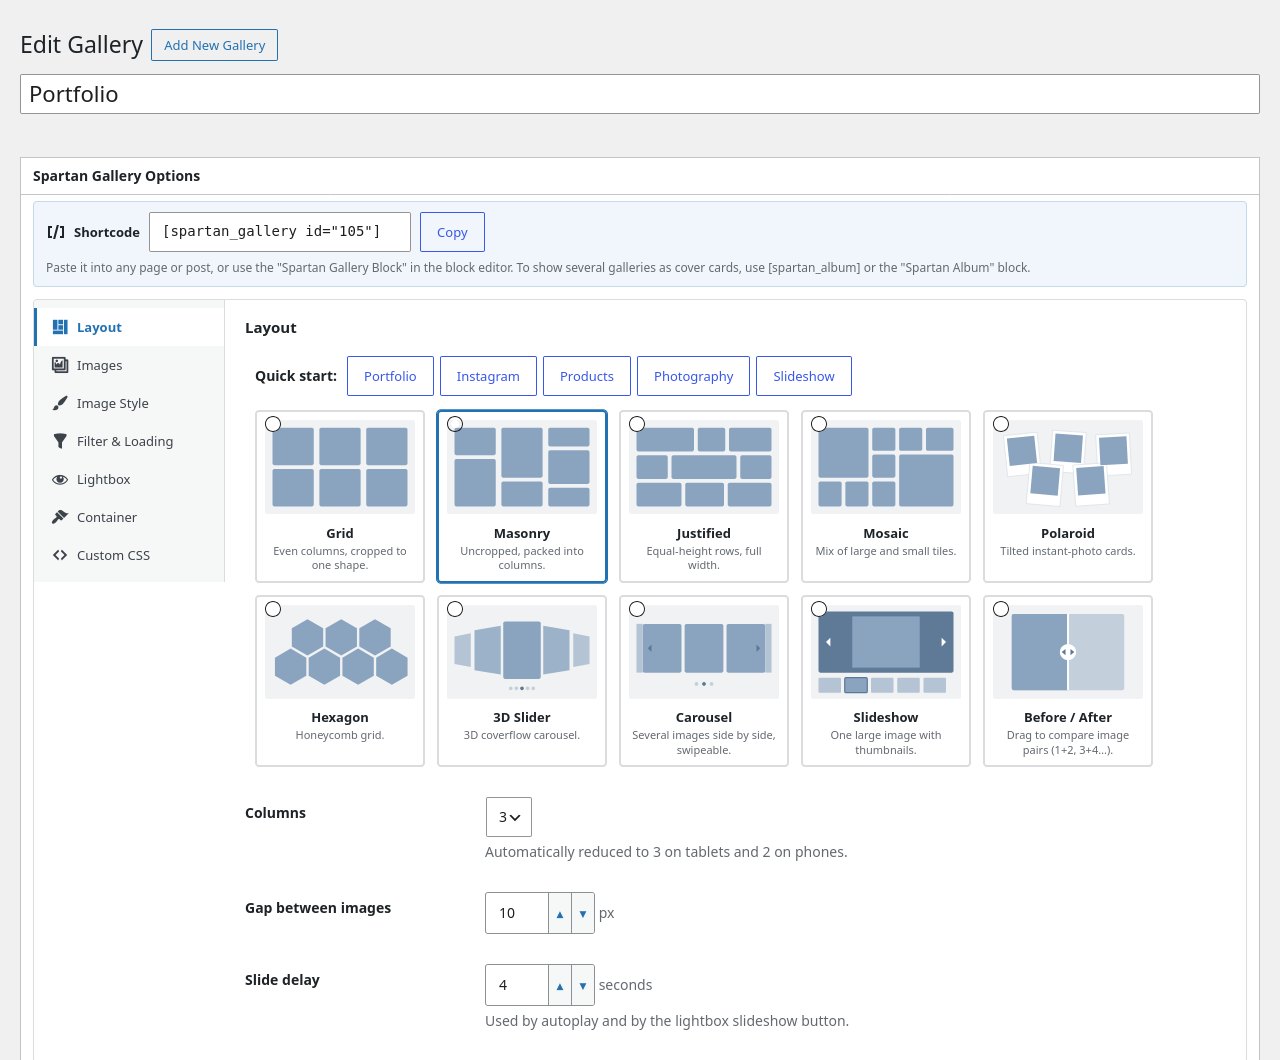 Edit Gallery Add New Gallery
Portfolio
Spartan Gallery Options
[/] Shortcode [spartan_gallery id="105"] Copy
Paste it into any page or post, or use the "Spartan Gallery Block" in the block editor. To show several galleries as cover cards, use [spartan_album] or the "Spartan Album" block.
Layout
Images
Image Style
Filter & Loading
Lightbox
Container
Custom CSS
Layout
Quick start: Portfolio Instagram Products Photography Slideshow
Grid
Even columns, cropped to
one shape.
Masonry
Uncropped, packed into
columns.
Justified
Equal-height rows, full
width.
Mosaic
Mix of large and small tiles.
Polaroid
Tilted instant-photo cards.
Hexagon
Honeycomb grid.
3D Slider
3D coverflow carousel.
Carousel
Several images side by side,
swipeable.
Slideshow
One large image with
thumbnails.
Before / After
Drag to compare image
pairs (1+2, 3+4...).
Columns 3
Automatically reduced to 3 on tablets and 2 on phones.
Gap between images 10 px
Slide delay 4 seconds
Used by autoplay and by the lightbox slideshow button.